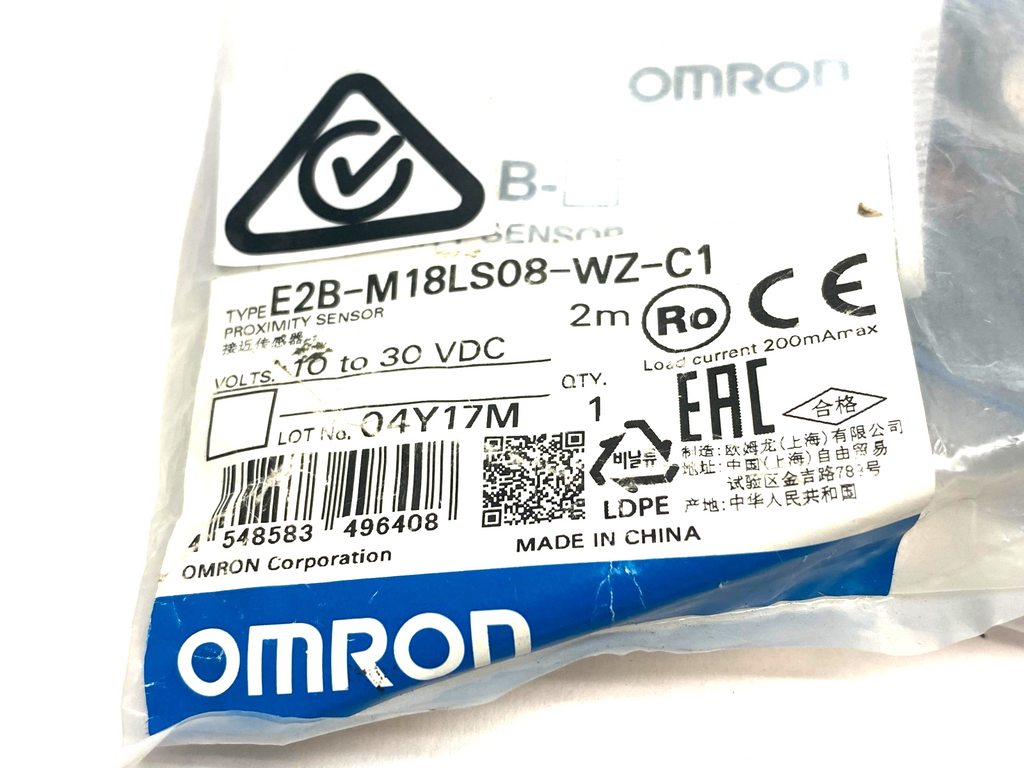 OMRON
B-
SENSOR
TYPE E2B-M18LS08-WZ-C1
PROXIMITY SENSOR 2m Ro CE
接近传感器
Load current 200mAmax
VOLTS. 10 to 30 VDC
QTY. EAC
LOT No. 04Y17M 1 合格
비닐류
LDPE
制造:欧姆龙(上海)有限公司
地址:中国(上海)自由贸易
试验区金吉路789号
产地:中华人民共和国
4 548583 496408
MADE IN CHINA
OMRON Corporation
OMRON